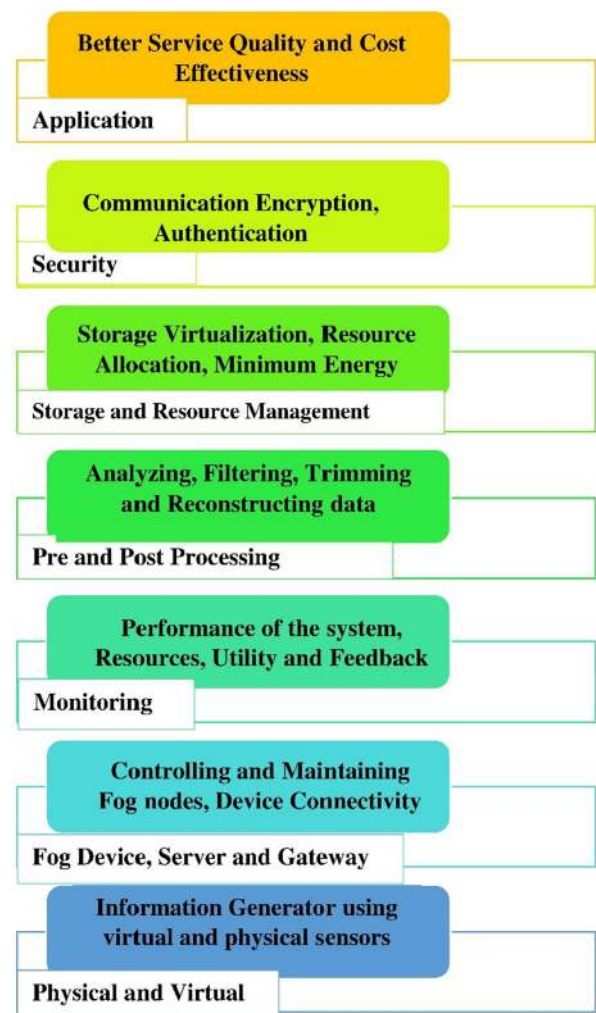 Better Service Quality and Cost
Effectiveness
Application
Communication Encryption,
Authentication
Security
Storage Virtualization, Resource
Allocation, Minimum Energy
Storage and Resource Management
Analyzing, Filtering, Trimming
and Reconstructing data
Pre and Post Processing
Performance of the system,
Resources, Utility and Feedback
Monitoring
Controlling and Maintaining
Fog nodes, Device Connectivity
Fog Device, Server and Gateway
Information Generator using
virtual and physical sensors
Physical and Virtual